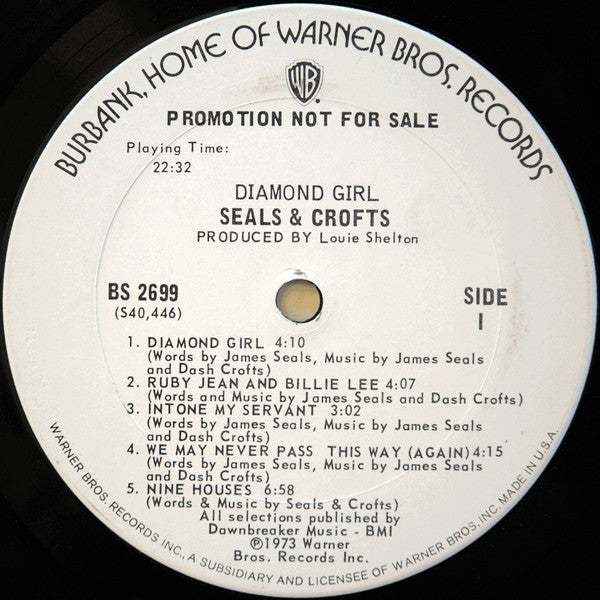 BURBANK, HOME OF WARNER BROS. RECORDS
WB
PROMOTION NOT FOR SALE
Playing Time:
22:32
DIAMOND GIRL
SEALS & CROFTS
PRODUCED BY Louie Shelton
BS 2699
(S40,446)
SIDE
1
1. DIAMOND GIRL 4:10
(Words by James Seals, Music by James Seals
and Dash Crofts)
2. RUBY JEAN AND BILLIE LEE 4:07
(Words and Music by James Seals and Dash Crofts)
3. INTONE MY SERVANT 3:02
(Words by James Seals, Music by James Seals
and Dash Crofts)
4. WE MAY NEVER PASS THIS WAY (AGAIN) 4:15
(Words by James Seals, Music by James Seals
and Dash Crofts)
5. NINE HOUSES 6:58
(Words & Music by Seals & Crofts)
All selections published by
Dawnbreaker Music - BMI
℗1973 Warner
Bros. Records Inc.
WARNER BROS. RECORDS INC., A SUBSIDIARY AND LICENSEE OF WARNER BROS. INC. MADE IN U.S.A.